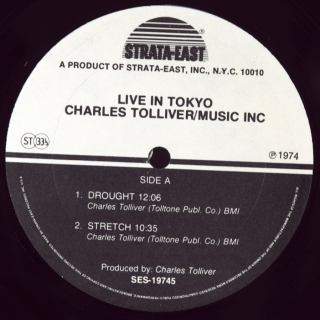 STRATA-EAST
A PRODUCT OF STRATA-EAST, INC., N.Y.C. 10010
LIVE IN TOKYO
CHARLES TOLLIVER/MUSIC INC
ST 33⅓
℗ 1974
SIDE A
1. DROUGHT 12:06
Charles Tolliver (Tolltone Publ. Co.) BMI
2. STRETCH 10:35
Charles Tolliver (Tolltone Publ. Co.) BMI
Produced by: Charles Tolliver
SES-19745